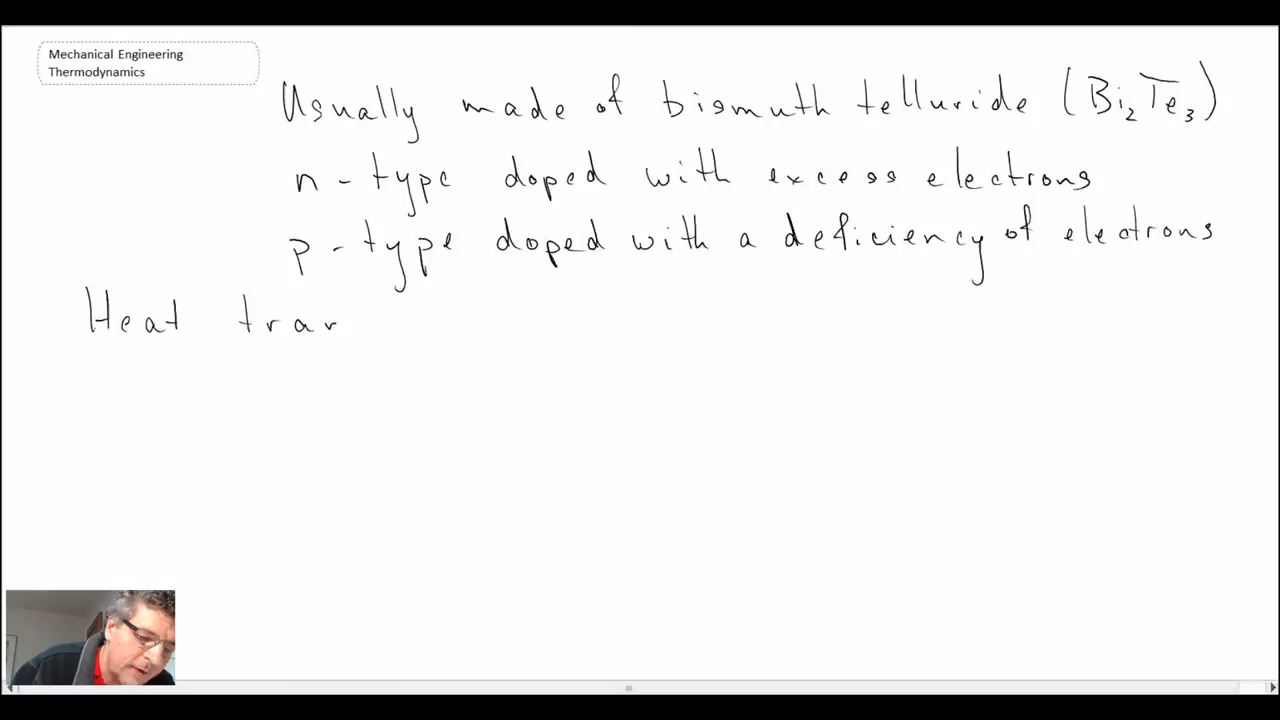 Mechanical Engineering
Thermodynamics
Usually made of bismuth telluride (Bi₂Te₃)
n-type doped with excess electrons
p-type doped with a deficiency of electrons
Heat trar